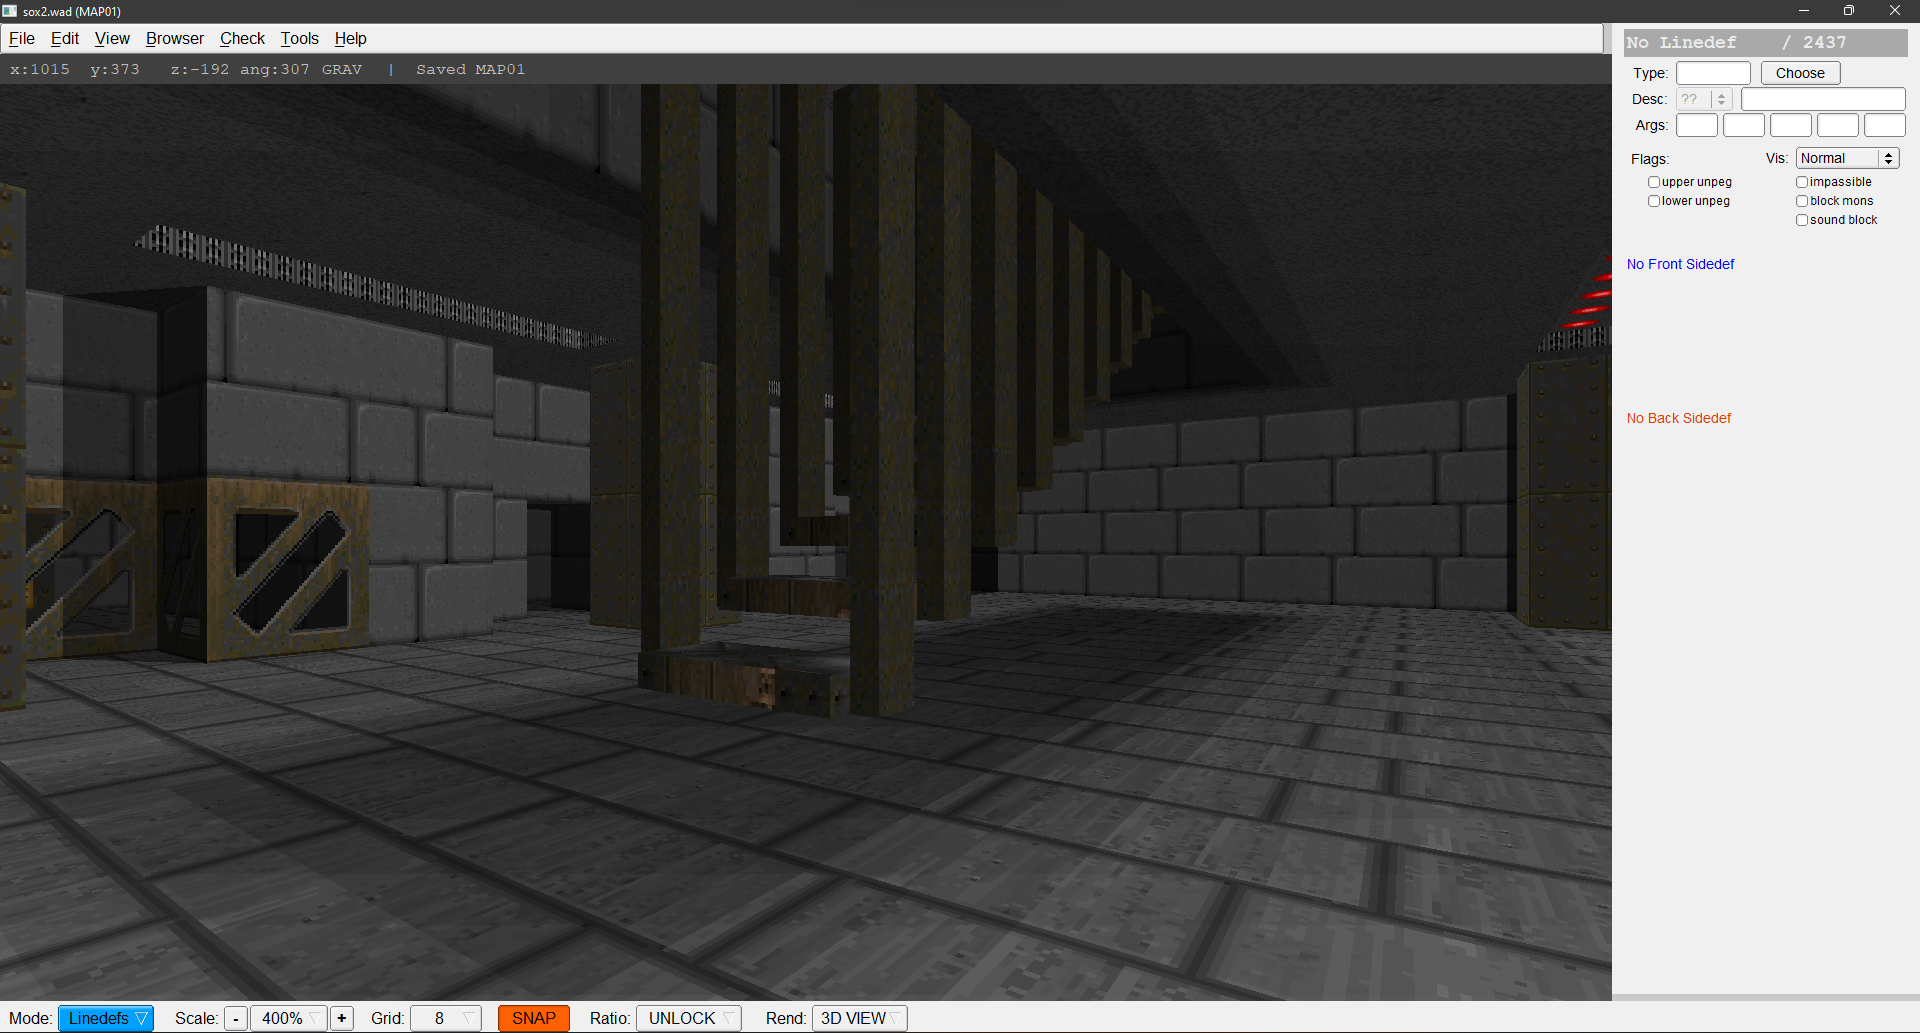 sox2.wad (MAP01)
File Edit View Browser Check Tools Help
x:1015 y:373 z:-192 ang:307 GRAV | Saved MAP01
No Linedef / 2437
Type: Choose
Desc: ??
Args:
Flags: Vis: Normal
upper unpeg impassible
lower unpeg block mons
sound block
No Front Sidedef
No Back Sidedef
Mode: Linedefs Scale: - 400% + Grid: 8 SNAP Ratio: UNLOCK Rend: 3D VIEW